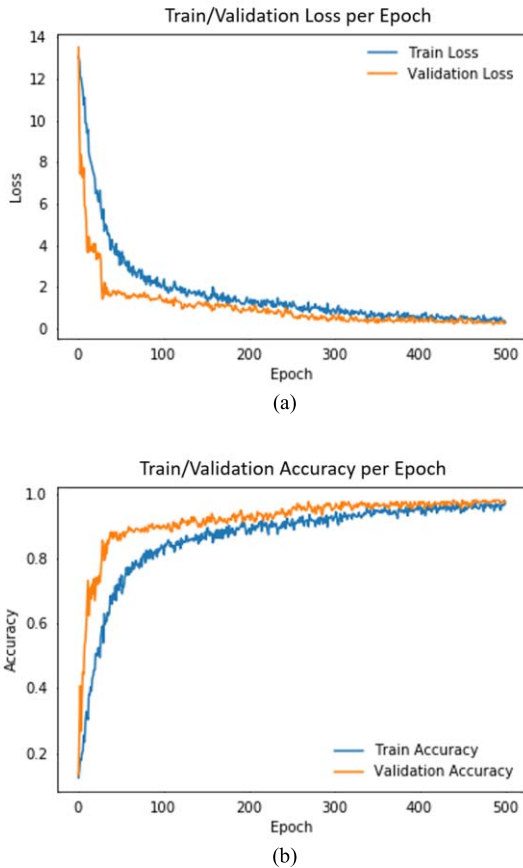 Train/Validation Loss per Epoch
14
12
10
8
6
4
2
0
Loss
Train Loss
Validation Loss
0 100 200 300 400 500
Epoch
(a)
Train/Validation Accuracy per Epoch
1.0
0.8
0.6
0.4
0.2
Accuracy
Train Accuracy
Validation Accuracy
0 100 200 300 400 500
Epoch
(b)